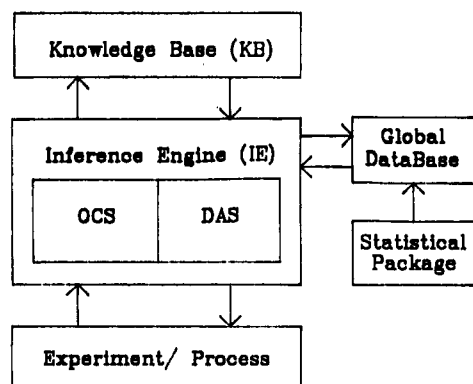 Knowledge Base (KB)
Inference Engine (IE)
OCS
DAS
Global
DataBase
Statistical
Package
Experiment/ Process